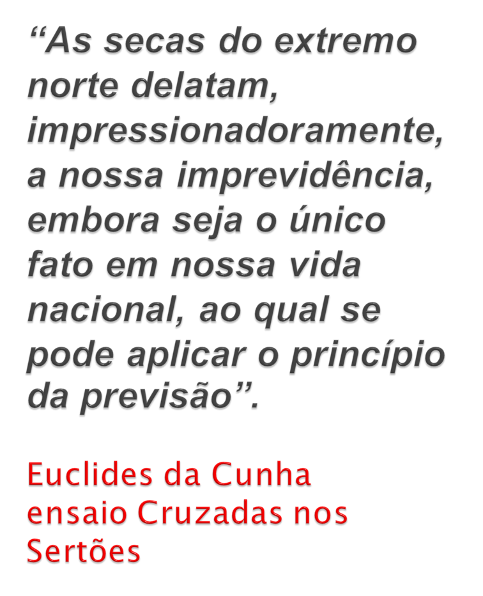 “As secas do extremo
norte delatam,
impressionadoramente,
a nossa imprevidência,
embora seja o único
fato em nossa vida
nacional, ao qual se
pode aplicar o princípio
da previsão”.
Euclides da Cunha
ensaio Cruzadas nos
Sertões